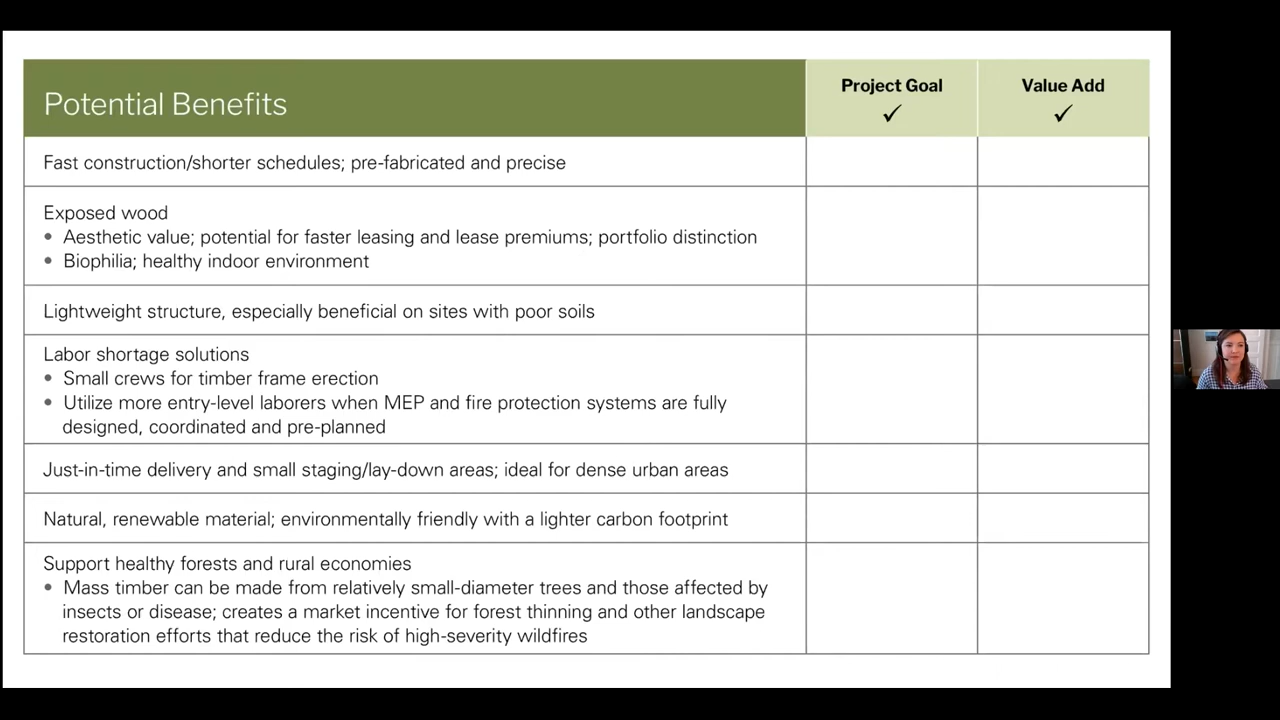 Potential Benefits
Project Goal
✓
Value Add
✓
Fast construction/shorter schedules; pre-fabricated and precise
Exposed wood
• Aesthetic value; potential for faster leasing and lease premiums; portfolio distinction
• Biophilia; healthy indoor environment
Lightweight structure, especially beneficial on sites with poor soils
Labor shortage solutions
• Small crews for timber frame erection
• Utilize more entry-level laborers when MEP and fire protection systems are fully
designed, coordinated and pre-planned
Just-in-time delivery and small staging/lay-down areas; ideal for dense urban areas
Natural, renewable material; environmentally friendly with a lighter carbon footprint
Support healthy forests and rural economies
• Mass timber can be made from relatively small-diameter trees and those affected by
insects or disease; creates a market incentive for forest thinning and other landscape
restoration efforts that reduce the risk of high-severity wildfires